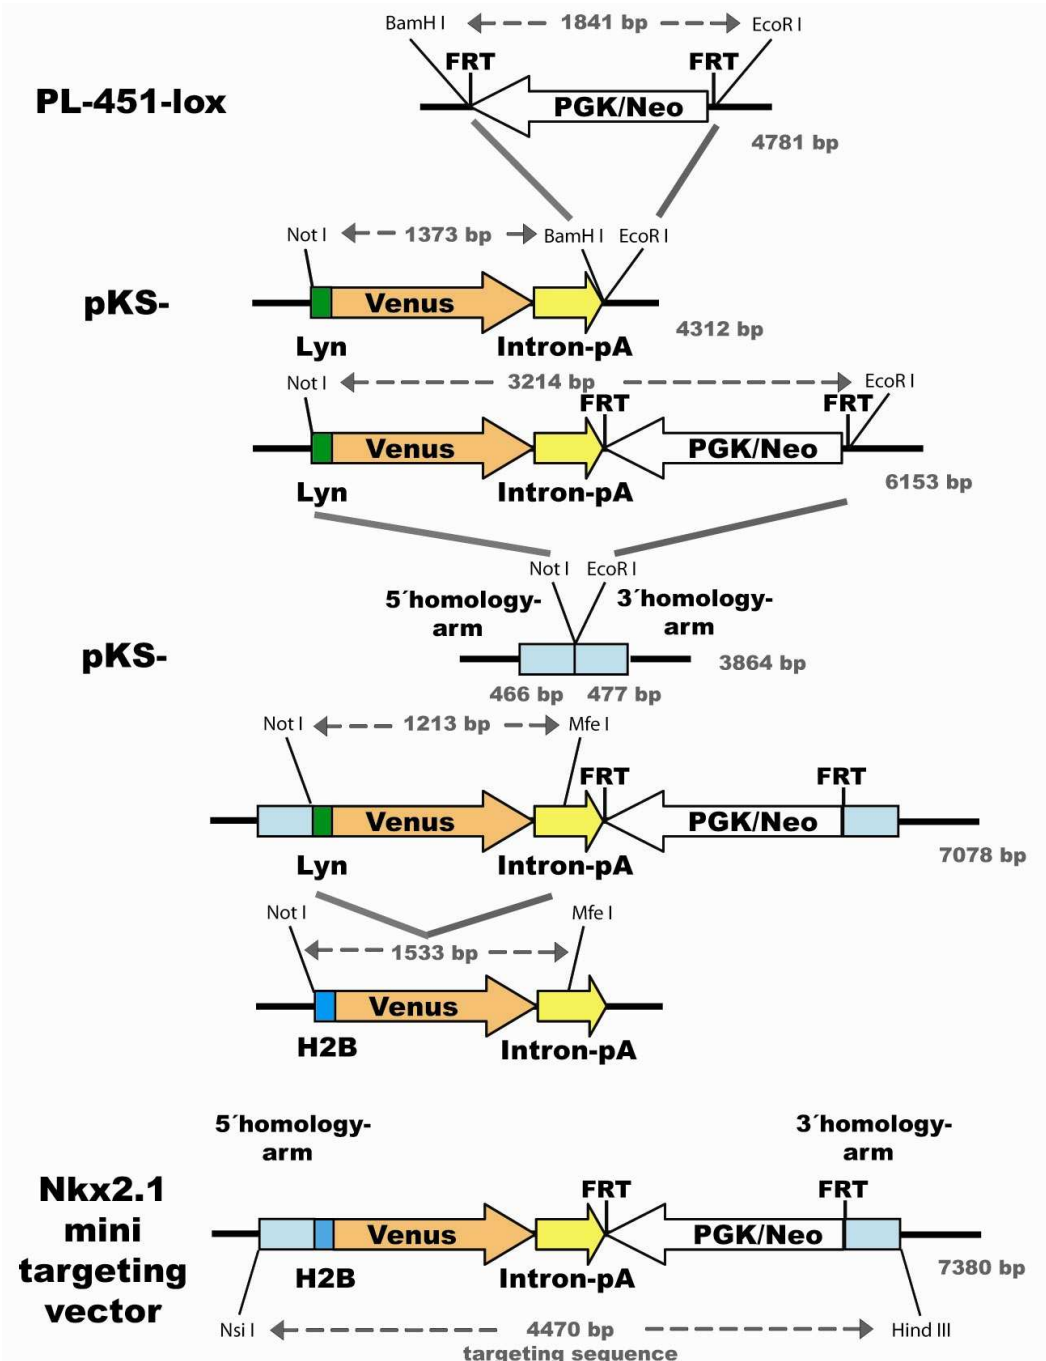 BamH I 1841 bp EcoR I
FRT FRT
PL-451-lox PGK/Neo
4781 bp
Not I 1373 bp BamH I EcoR I
pKS- Venus
4312 bp
Lyn Intron-pA
Not I 3214 bp EcoR I
FRT FRT
Venus PGK/Neo
Lyn Intron-pA 6153 bp
Not I EcoR I
5´homology- 3´homology-
arm arm
pKS- 3864 bp
466 bp 477 bp
Not I 1213 bp Mfe I
FRT FRT
Venus PGK/Neo
Lyn Intron-pA 7078 bp
Not I Mfe I
1533 bp
Venus
H2B Intron-pA
5´homology- 3´homology-
arm arm
Nkx2.1
mini
targeting
vector
FRT FRT
Venus PGK/Neo
H2B Intron-pA 7380 bp
Nsi I 4470 bp Hind III
targeting sequence